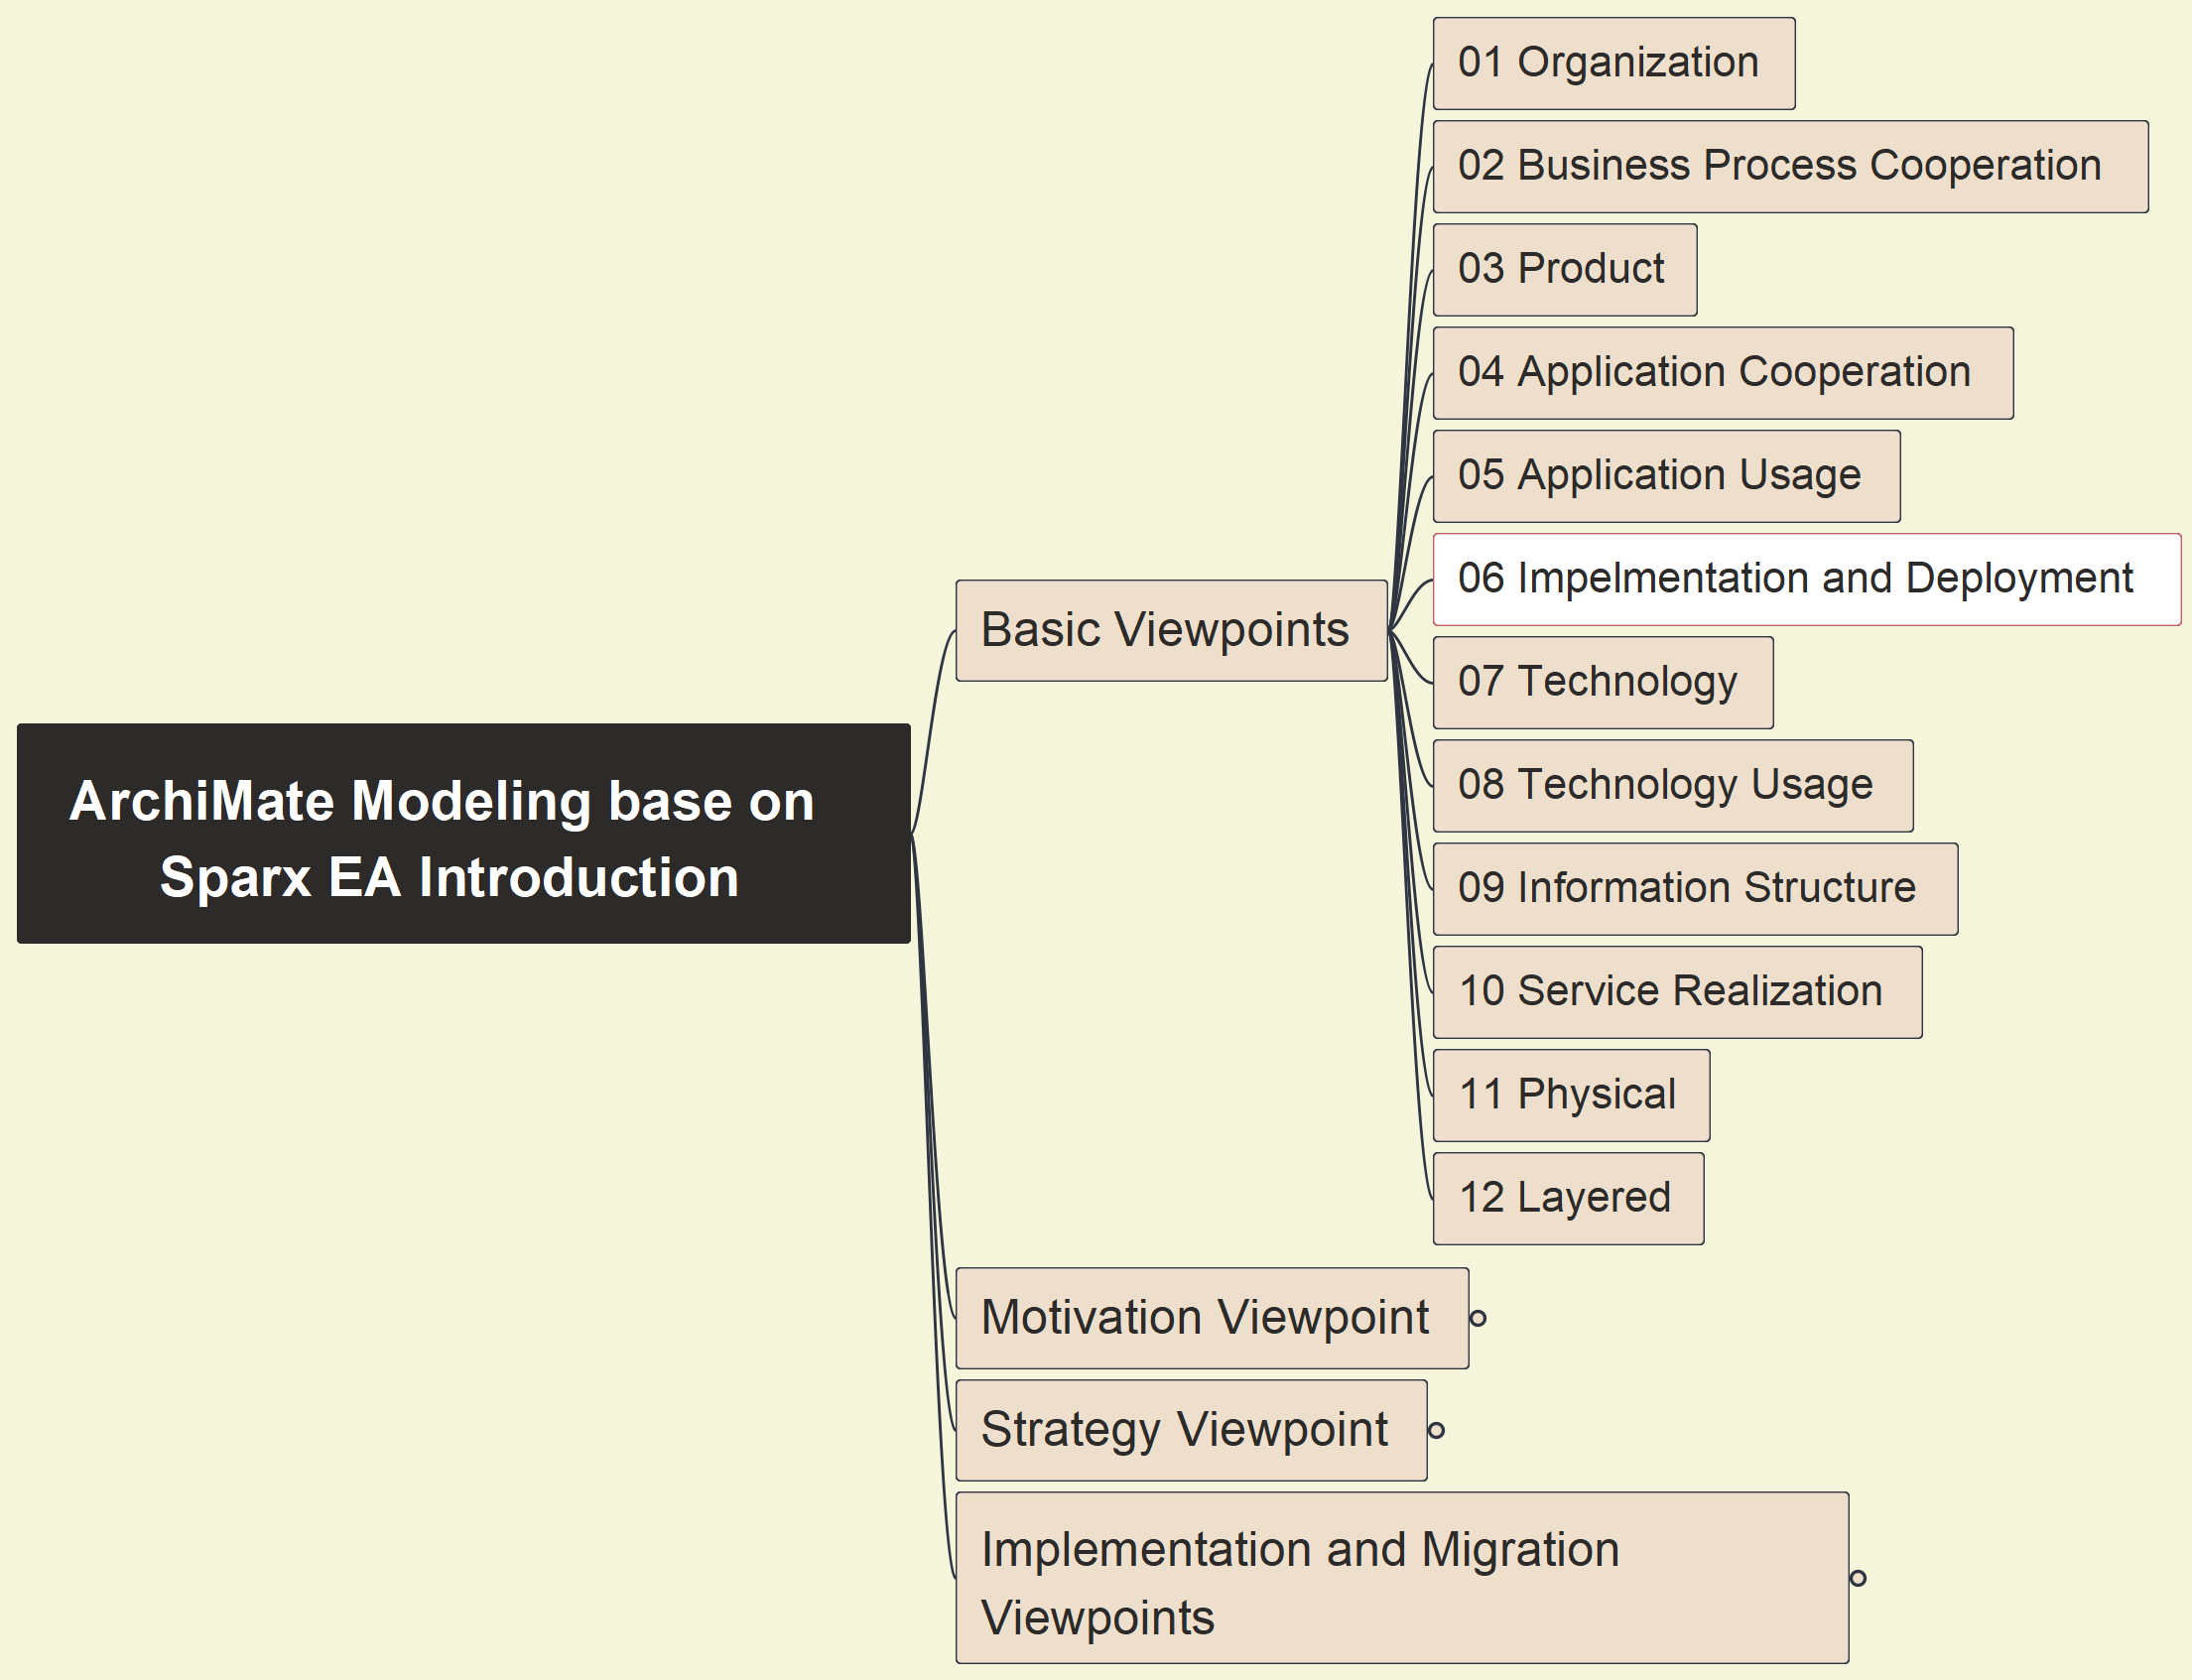 ArchiMate Modeling base on
Sparx EA Introduction
Basic Viewpoints
01 Organization
02 Business Process Cooperation
03 Product
04 Application Cooperation
05 Application Usage
06 Impelmentation and Deployment
07 Technology
08 Technology Usage
09 Information Structure
10 Service Realization
11 Physical
12 Layered
Motivation Viewpoint
Strategy Viewpoint
Implementation and Migration
Viewpoints